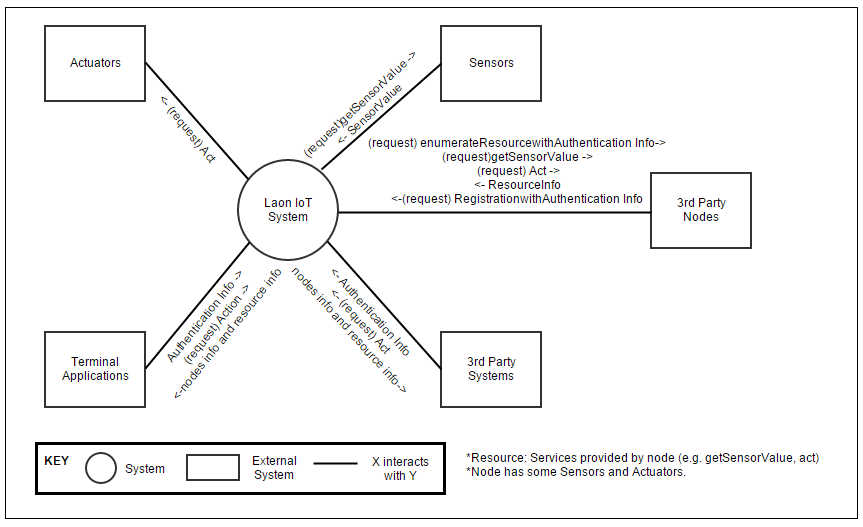 Actuators
Sensors
<- (request) Act
(request)getSensorValue ->
<- SensorValue
(request) enumerateResourcewithAuthentication Info->
(request)getSensorValue ->
(request) Act ->
<- ResourceInfo
<-(request) RegistrationwithAuthentication Info
Laon IoT
System
3rd Party
Nodes
Authentication Info ->
(request) Action ->
<-nodes info and resource info
<- Authentication Info
<- (request) Act
nodes info and resource info->
Terminal
Applications
3rd Party
Systems
KEY
System
External
System
X interacts
with Y
*Resource: Services provided by node (e.g. getSensorValue, act)
*Node has some Sensors and Actuators.